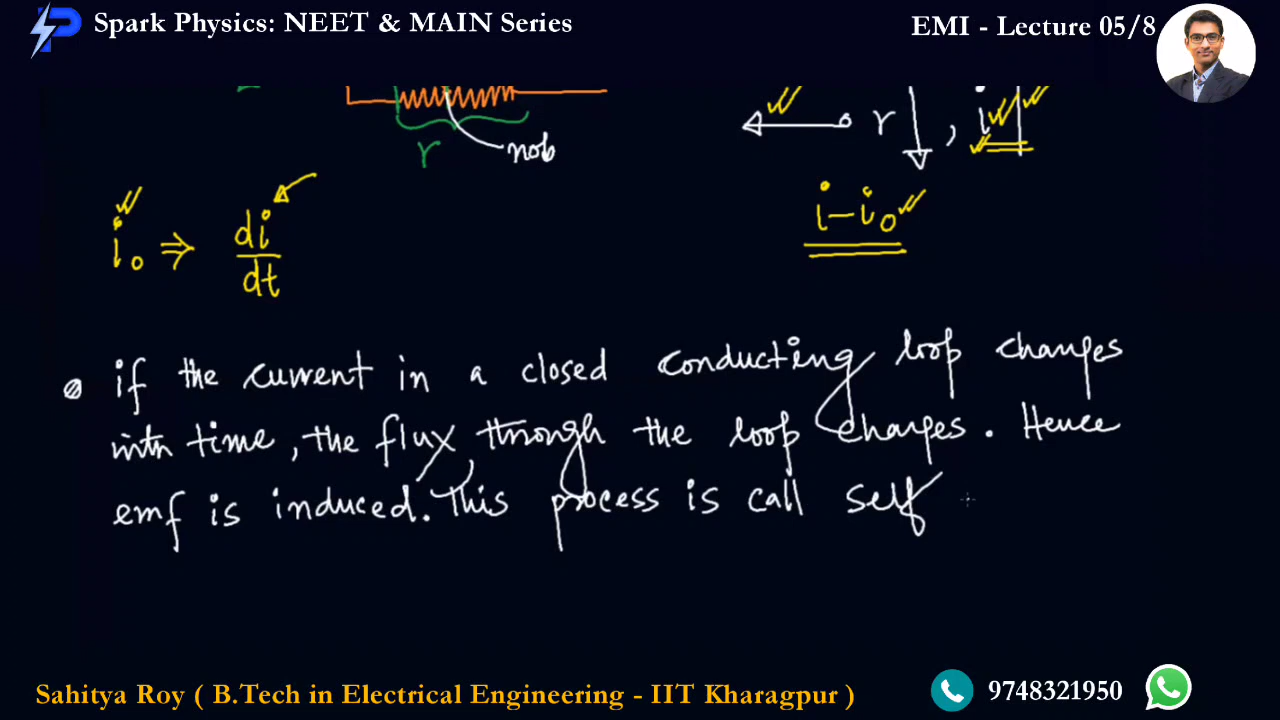 Spark Physics: NEET & MAIN Series
EMI - Lecture 05/8
r
nob
r , i
i₀ ⇒ di/dt
i-i₀
if the current in a closed conducting loop changes
with time, the flux through the loop changes. Hence
emf is induced. This process is call self
Sahitya Roy ( B.Tech in Electrical Engineering - IIT Kharagpur )
9748321950